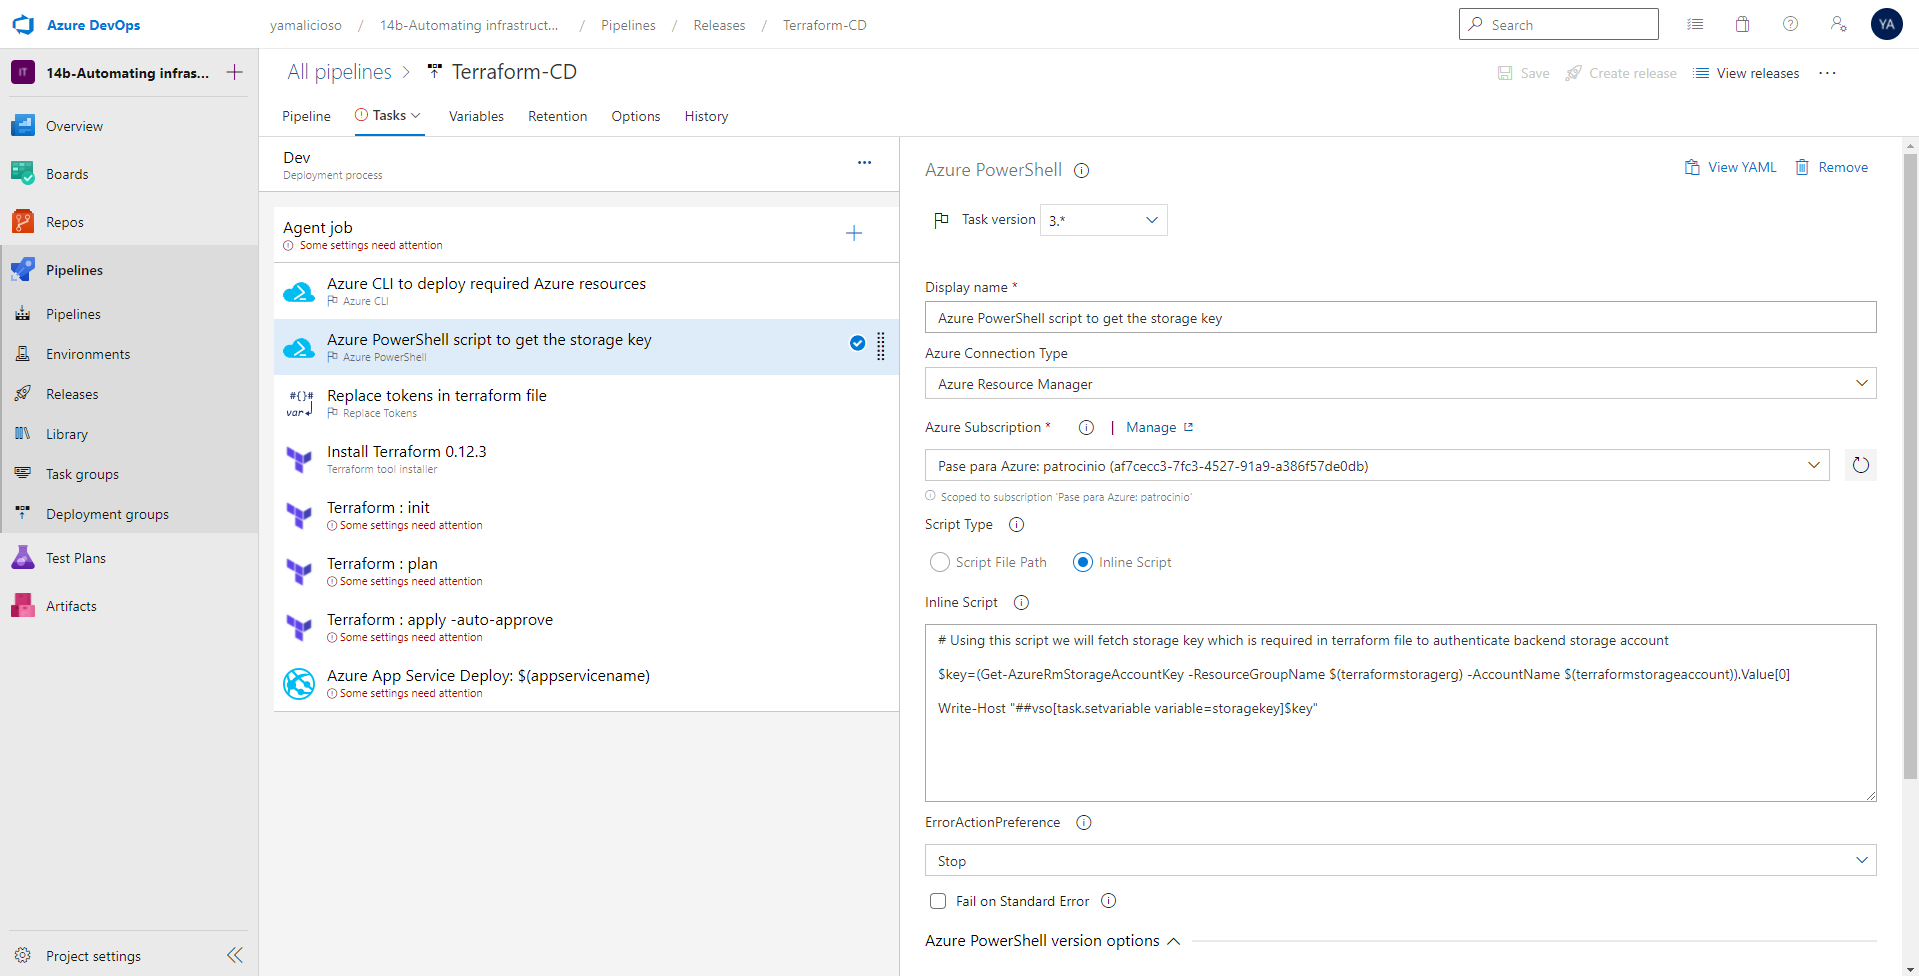 Azure DevOps
yamalicioso / 14b-Automating infrastruct... / Pipelines / Releases / Terraform-CD
Search
YA
IT 14b-Automating infras...
Overview
Boards
Repos
Pipelines
Pipelines
Environments
Releases
Library
Task groups
Deployment groups
Test Plans
Artifacts
Project settings
All pipelines > Terraform-CD
Save
Create release
View releases
Pipeline
Tasks
Variables
Retention
Options
History
Dev
Deployment process
Agent job
Some settings need attention
Azure CLI to deploy required Azure resources
Azure CLI
Azure PowerShell script to get the storage key
Azure PowerShell
#{}#
var
Replace tokens in terraform file
Replace Tokens
Install Terraform 0.12.3
Terraform tool installer
Terraform : init
Some settings need attention
Terraform : plan
Some settings need attention
Terraform : apply -auto-approve
Some settings need attention
Azure App Service Deploy: $(appservicename)
Some settings need attention
Azure PowerShell
View YAML
Remove
Task version 3.*
Display name *
Azure PowerShell script to get the storage key
Azure Connection Type
Azure Resource Manager
Azure Subscription * | Manage
Pase para Azure: patrocinio (af7cecc3-7fc3-4527-91a9-a386f57de0db)
Scoped to subscription 'Pase para Azure: patrocinio'
Script Type
Script File Path
Inline Script
Inline Script
# Using this script we will fetch storage key which is required in terraform file to authenticate backend storage account
$key=(Get-AzureRmStorageAccountKey -ResourceGroupName $(terraformstoragerg) -AccountName $(terraformstorageaccount)).Value[0]
Write-Host "##vso[task.setvariable variable=storagekey]$key"
ErrorActionPreference
Stop
Fail on Standard Error
Azure PowerShell version options